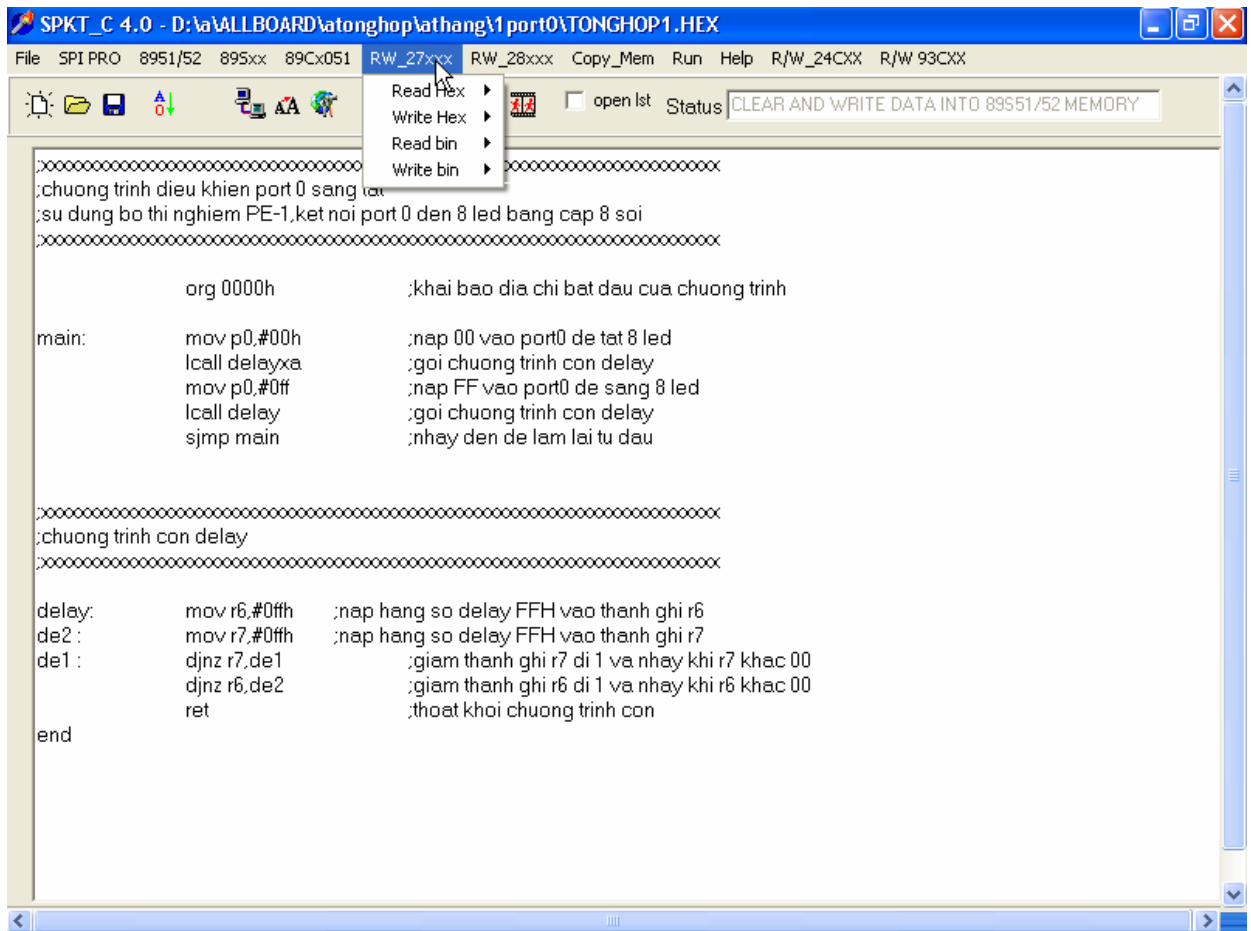 SPKT_C 4.0 - D:\a\ALLBOARD\atonghop\athang\1port0\TONGHOP1.HEX
File SPI PRO 8951/52 89Sxx 89Cx051 RW_27xxx RW_28xxx Copy_Mem Run Help R/W_24CXX R/W 93CXX
open lst Status CLEAR AND WRITE DATA INTO 89S51/52 MEMORY
Read Hex
Write Hex
Read bin
Write bin
;chuong trinh dieu khien port 0 sang tat
;su dung bo thi nghiem PE-1,ket noi port 0 den 8 led bang cap 8 soi
org 0000h ;khai bao dia chi bat dau cua chuong trinh
main: mov p0,#00h ;nap 00 vao port0 de tat 8 led
lcall delayxa ;goi chuong trinh con delay
mov p0,#0ff ;nap FF vao port0 de sang 8 led
lcall delay ;goi chuong trinh con delay
sjmp main ;nhay den de lam lai tu dau
;chuong trinh con delay
delay: mov r6,#0ffh ;nap hang so delay FFH vao thanh ghi r6
de2 : mov r7,#0ffh ;nap hang so delay FFH vao thanh ghi r7
de1 : djnz r7,de1 ;giam thanh ghi r7 di 1 va nhay khi r7 khac 00
djnz r6,de2 ;giam thanh ghi r6 di 1 va nhay khi r6 khac 00
ret ;thoat khoi chuong trinh con
end